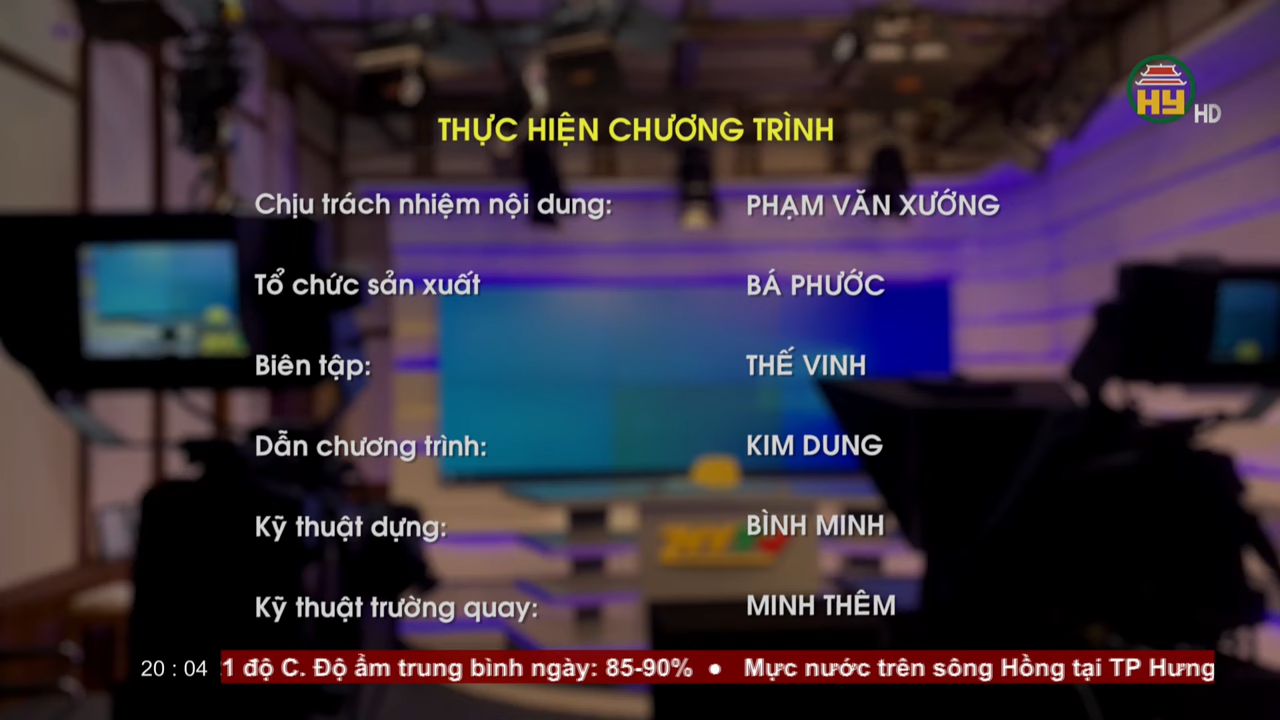 HY HD
THỰC HIỆN CHƯƠNG TRÌNH
Chịu trách nhiệm nội dung: PHẠM VĂN XƯỚNG
Tổ chức sản xuất BÁ PHƯỚC
Biên tập: THẾ VINH
Dẫn chương trình: KIM DUNG
Kỹ thuật dựng: BÌNH MINH
Kỹ thuật trường quay: MINH THÊM
20 : 04 1 độ C. Độ ẩm trung bình ngày: 85-90% ● Mực nước trên sông Hồng tại TP Hưng